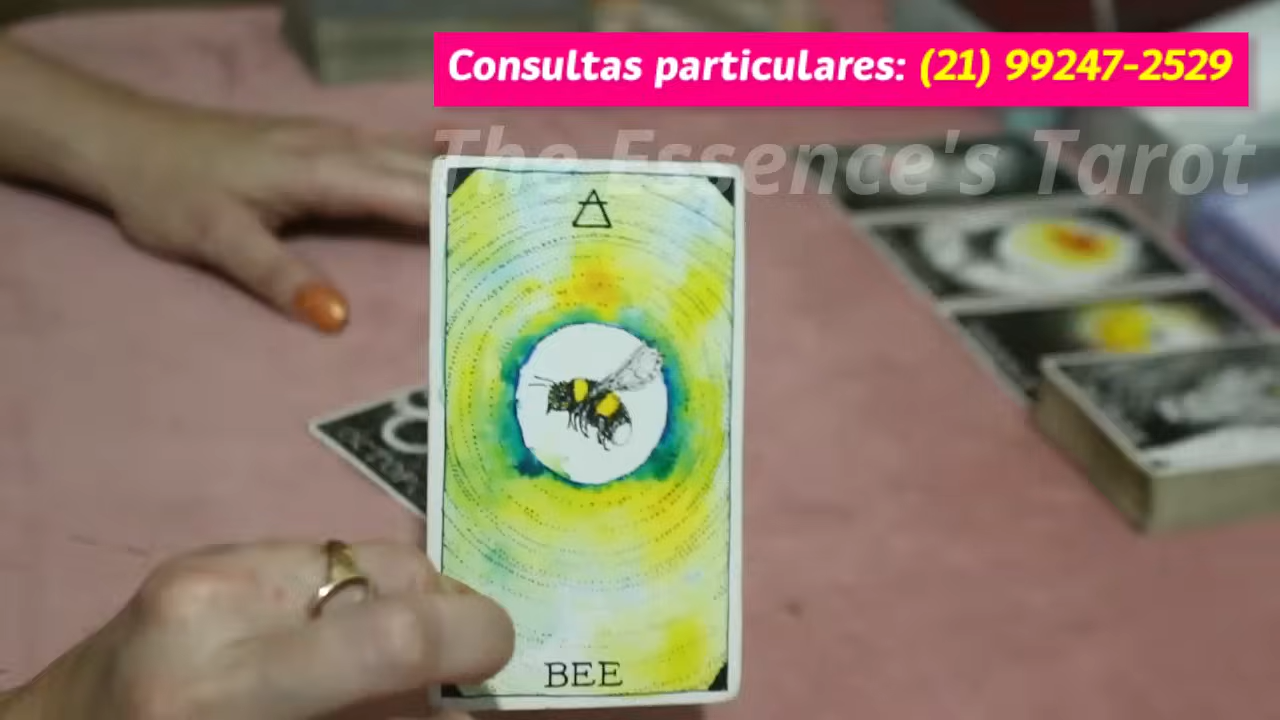 Consultas particulares: (21) 99247-2529
The Essence's Tarot
BEE